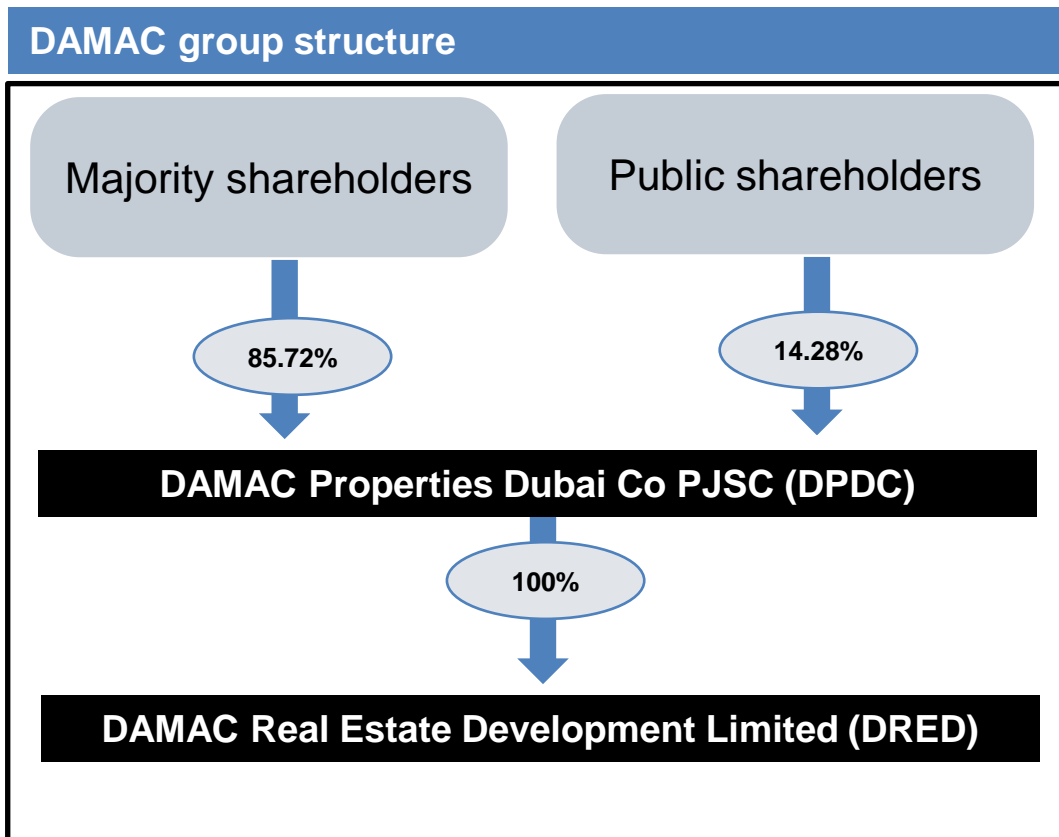 DAMAC group structure
Majority shareholders
Public shareholders
85.72%
14.28%
DAMAC Properties Dubai Co PJSC (DPDC)
100%
DAMAC Real Estate Development Limited (DRED)